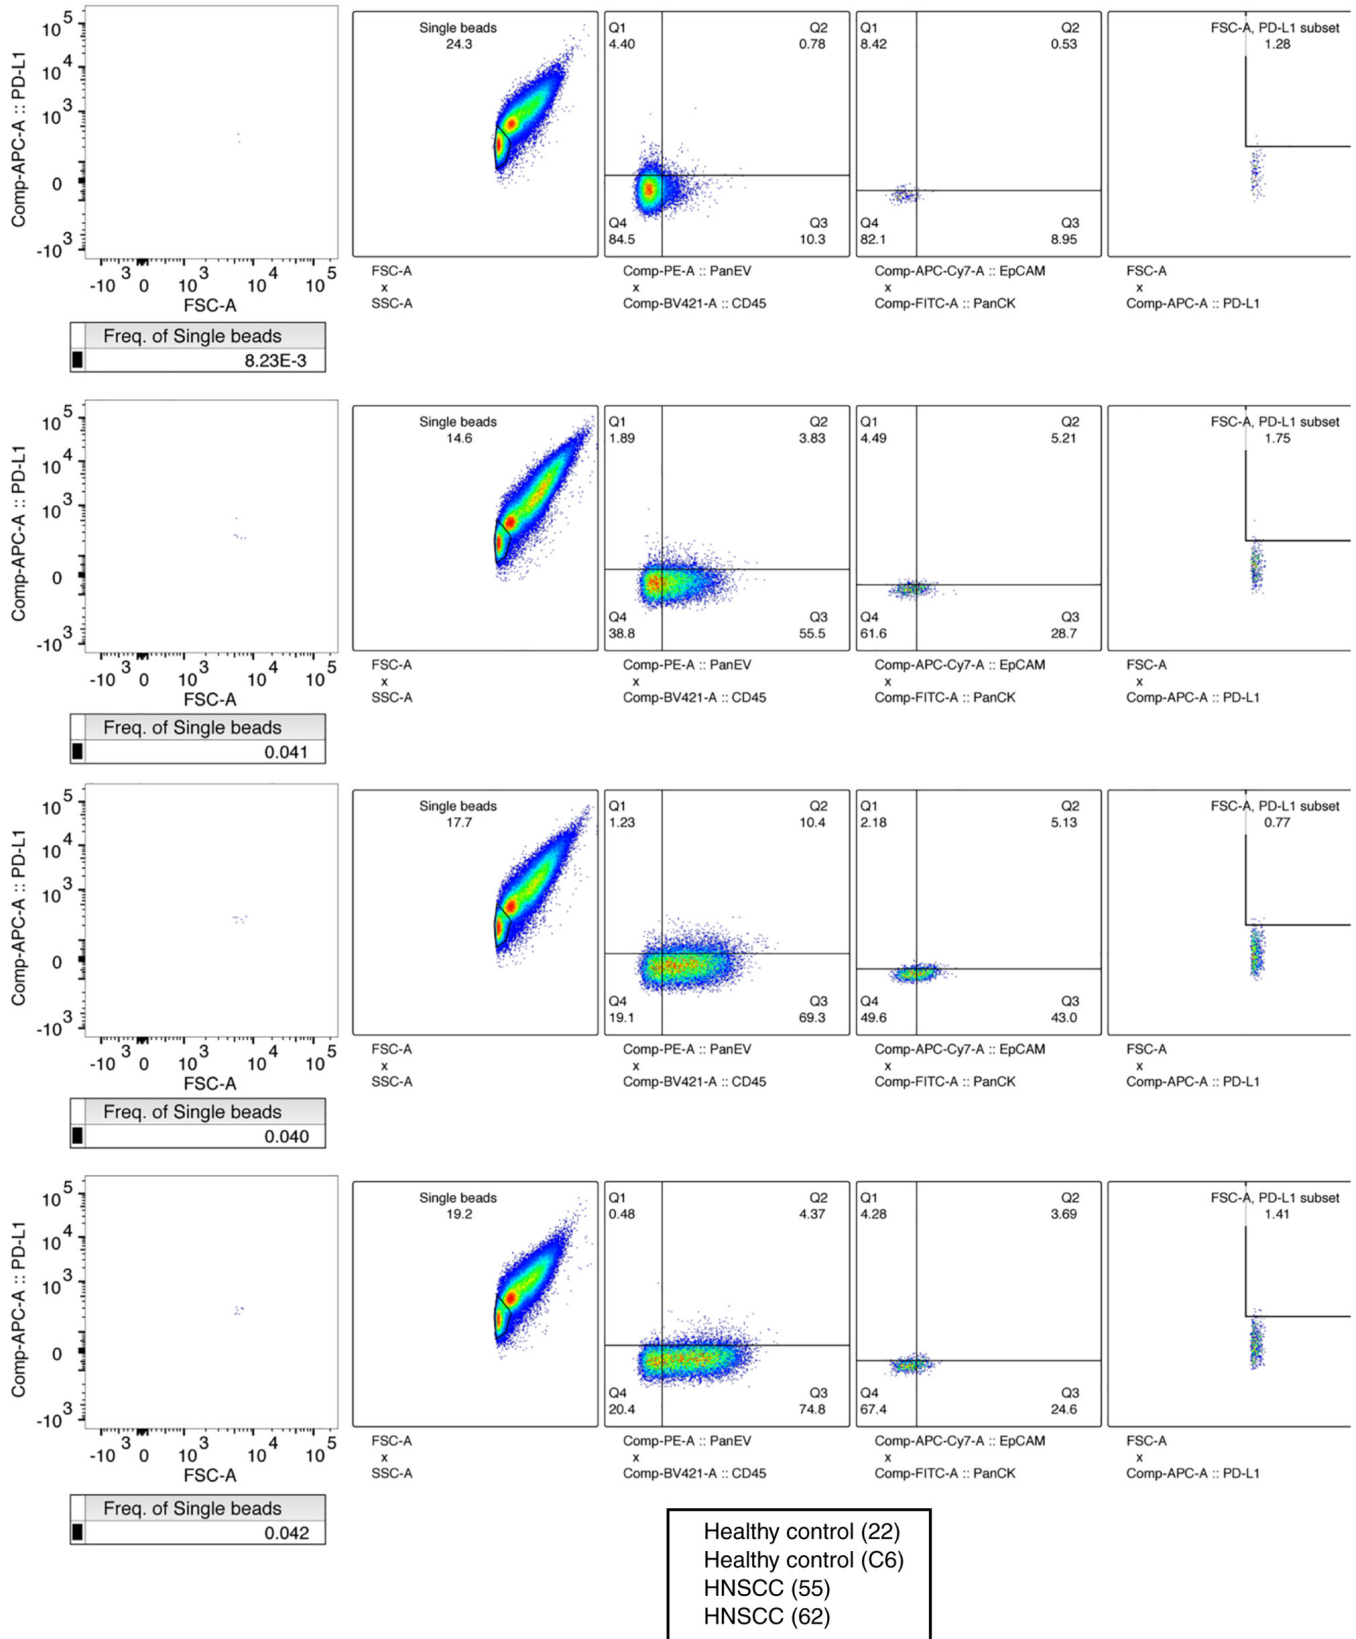 Comp-APC-A :: PD-L1
10 5
10 4
10 3
0
-10 3
-10 3 0 10 3 10 4 10 5
FSC-A
Freq. of Single beads
8.23E-3
Single beads
24.3
FSC-A
x
SSC-A
Q1
4.40
Q2
0.78
Q4
84.5
Q3
10.3
Comp-PE-A :: PanEV
x
Comp-BV421-A :: CD45
Q1
8.42
Q2
0.53
Q4
82.1
Q3
8.95
Comp-APC-Cy7-A :: EpCAM
x
Comp-FITC-A :: PanCK
FSC-A, PD-L1 subset
1.28
FSC-A
x
Comp-APC-A :: PD-L1
Comp-APC-A :: PD-L1
10 5
10 4
10 3
0
-10 3
-10 3 0 10 3 10 4 10 5
FSC-A
Freq. of Single beads
0.041
Single beads
14.6
FSC-A
x
SSC-A
Q1
1.89
Q2
3.83
Q4
38.8
Q3
55.5
Comp-PE-A :: PanEV
x
Comp-BV421-A :: CD45
Q1
4.49
Q2
5.21
Q4
61.6
Q3
28.7
Comp-APC-Cy7-A :: EpCAM
x
Comp-FITC-A :: PanCK
FSC-A, PD-L1 subset
1.75
FSC-A
x
Comp-APC-A :: PD-L1
Comp-APC-A :: PD-L1
10 5
10 4
10 3
0
-10 3
-10 3 0 10 3 10 4 10 5
FSC-A
Freq. of Single beads
0.040
Single beads
17.7
FSC-A
x
SSC-A
Q1
1.23
Q2
10.4
Q4
19.1
Q3
69.3
Comp-PE-A :: PanEV
x
Comp-BV421-A :: CD45
Q1
2.18
Q2
5.13
Q4
49.6
Q3
43.0
Comp-APC-Cy7-A :: EpCAM
x
Comp-FITC-A :: PanCK
FSC-A, PD-L1 subset
0.77
FSC-A
x
Comp-APC-A :: PD-L1
Comp-APC-A :: PD-L1
10 5
10 4
10 3
0
-10 3
-10 3 0 10 3 10 4 10 5
FSC-A
Freq. of Single beads
0.042
Single beads
19.2
FSC-A
x
SSC-A
Q1
0.48
Q2
4.37
Q4
20.4
Q3
74.8
Comp-PE-A :: PanEV
x
Comp-BV421-A :: CD45
Q1
4.28
Q2
3.69
Q4
67.4
Q3
24.6
Comp-APC-Cy7-A :: EpCAM
x
Comp-FITC-A :: PanCK
FSC-A, PD-L1 subset
1.41
FSC-A
x
Comp-APC-A :: PD-L1
Healthy control (22)
Healthy control (C6)
HNSCC (55)
HNSCC (62)